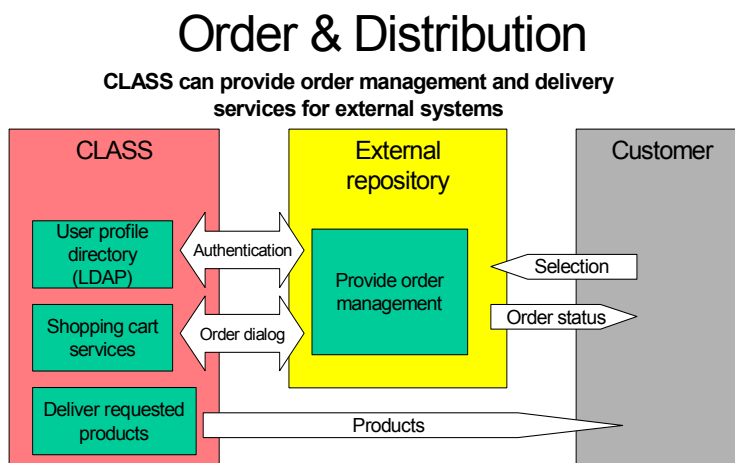 Order & Distribution
CLASS can provide order management and delivery
services for external systems
CLASS
External
repository
Customer
User profile
directory
(LDAP)
Authentication
Provide order
management
Selection
Order status
Shopping cart
services
Order dialog
Deliver requested
products
Products